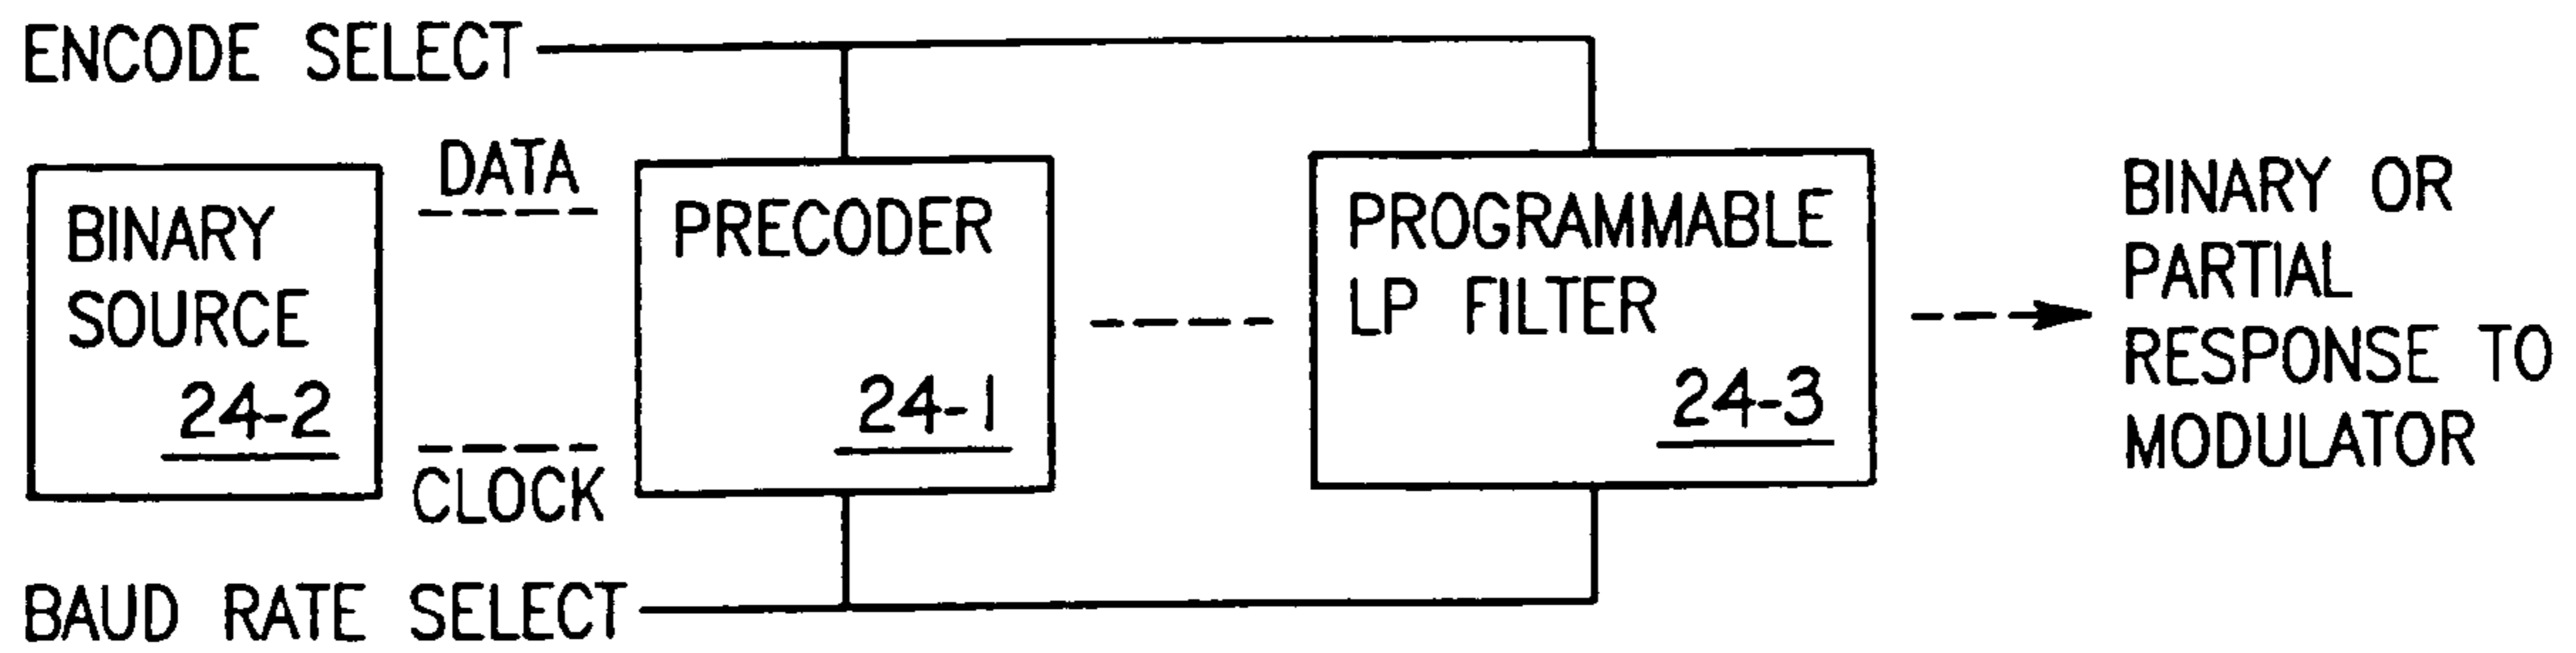 ENCODE SELECT
DATA
BINARY
SOURCE
24-2
CLOCK
PRECODER
24-1
PROGRAMMABLE
LP FILTER
24-3
BINARY OR
PARTIAL
RESPONSE TO
MODULATOR
BAUD RATE SELECT